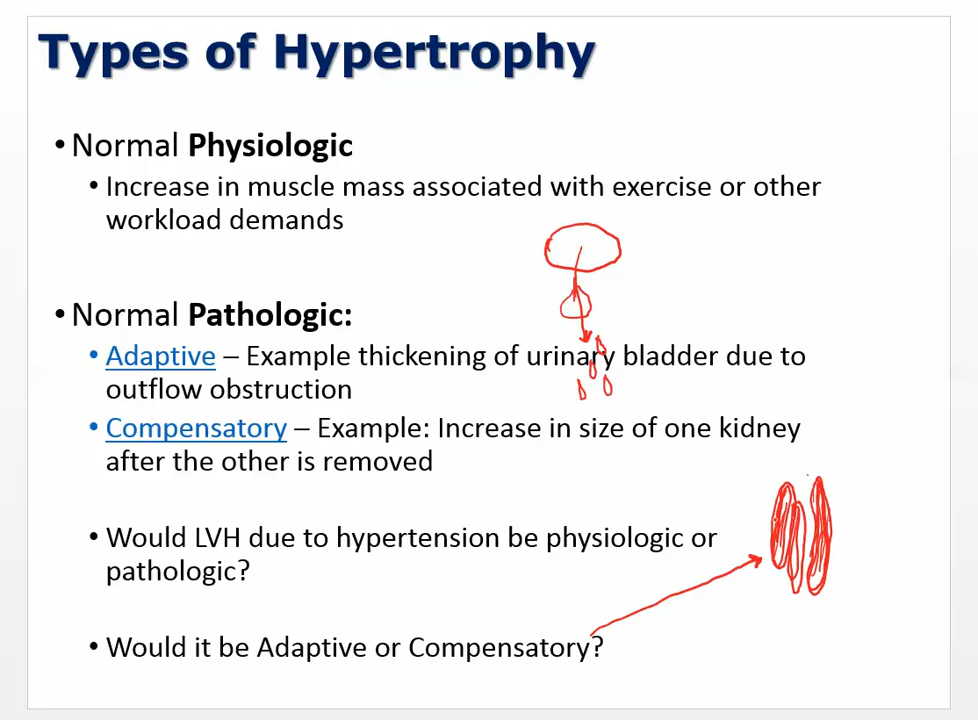 Types of Hypertrophy
• Normal Physiologic
• Increase in muscle mass associated with exercise or other
workload demands
• Normal Pathologic:
• Adaptive – Example thickening of urinary bladder due to
outflow obstruction
• Compensatory – Example: Increase in size of one kidney
after the other is removed
• Would LVH due to hypertension be physiologic or
pathologic?
• Would it be Adaptive or Compensatory?